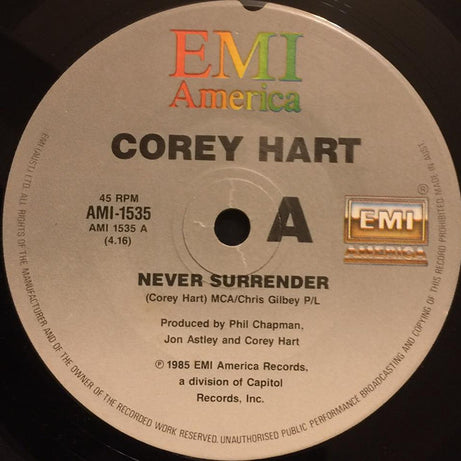 EMI
America
COREY HART
45 RPM
AMI-1535
AMI 1535 A
(4.16)
A
EMI
AMERICA
NEVER SURRENDER
(Corey Hart) MCA/Chris Gilbey P/L
Produced by Phil Chapman,
Jon Astley and Corey Hart
℗ 1985 EMI America Records,
a division of Capitol
Records, Inc.
EMI (AUST.) LTD. ALL RIGHTS OF THE MANUFACTURER AND OF THE OWNER OF THE RECORDED WORK RESERVED. UNAUTHORISED PUBLIC PERFORMANCE BROADCASTING AND COPYING OF THIS RECORD PROHIBITED. MADE IN AUST.
®